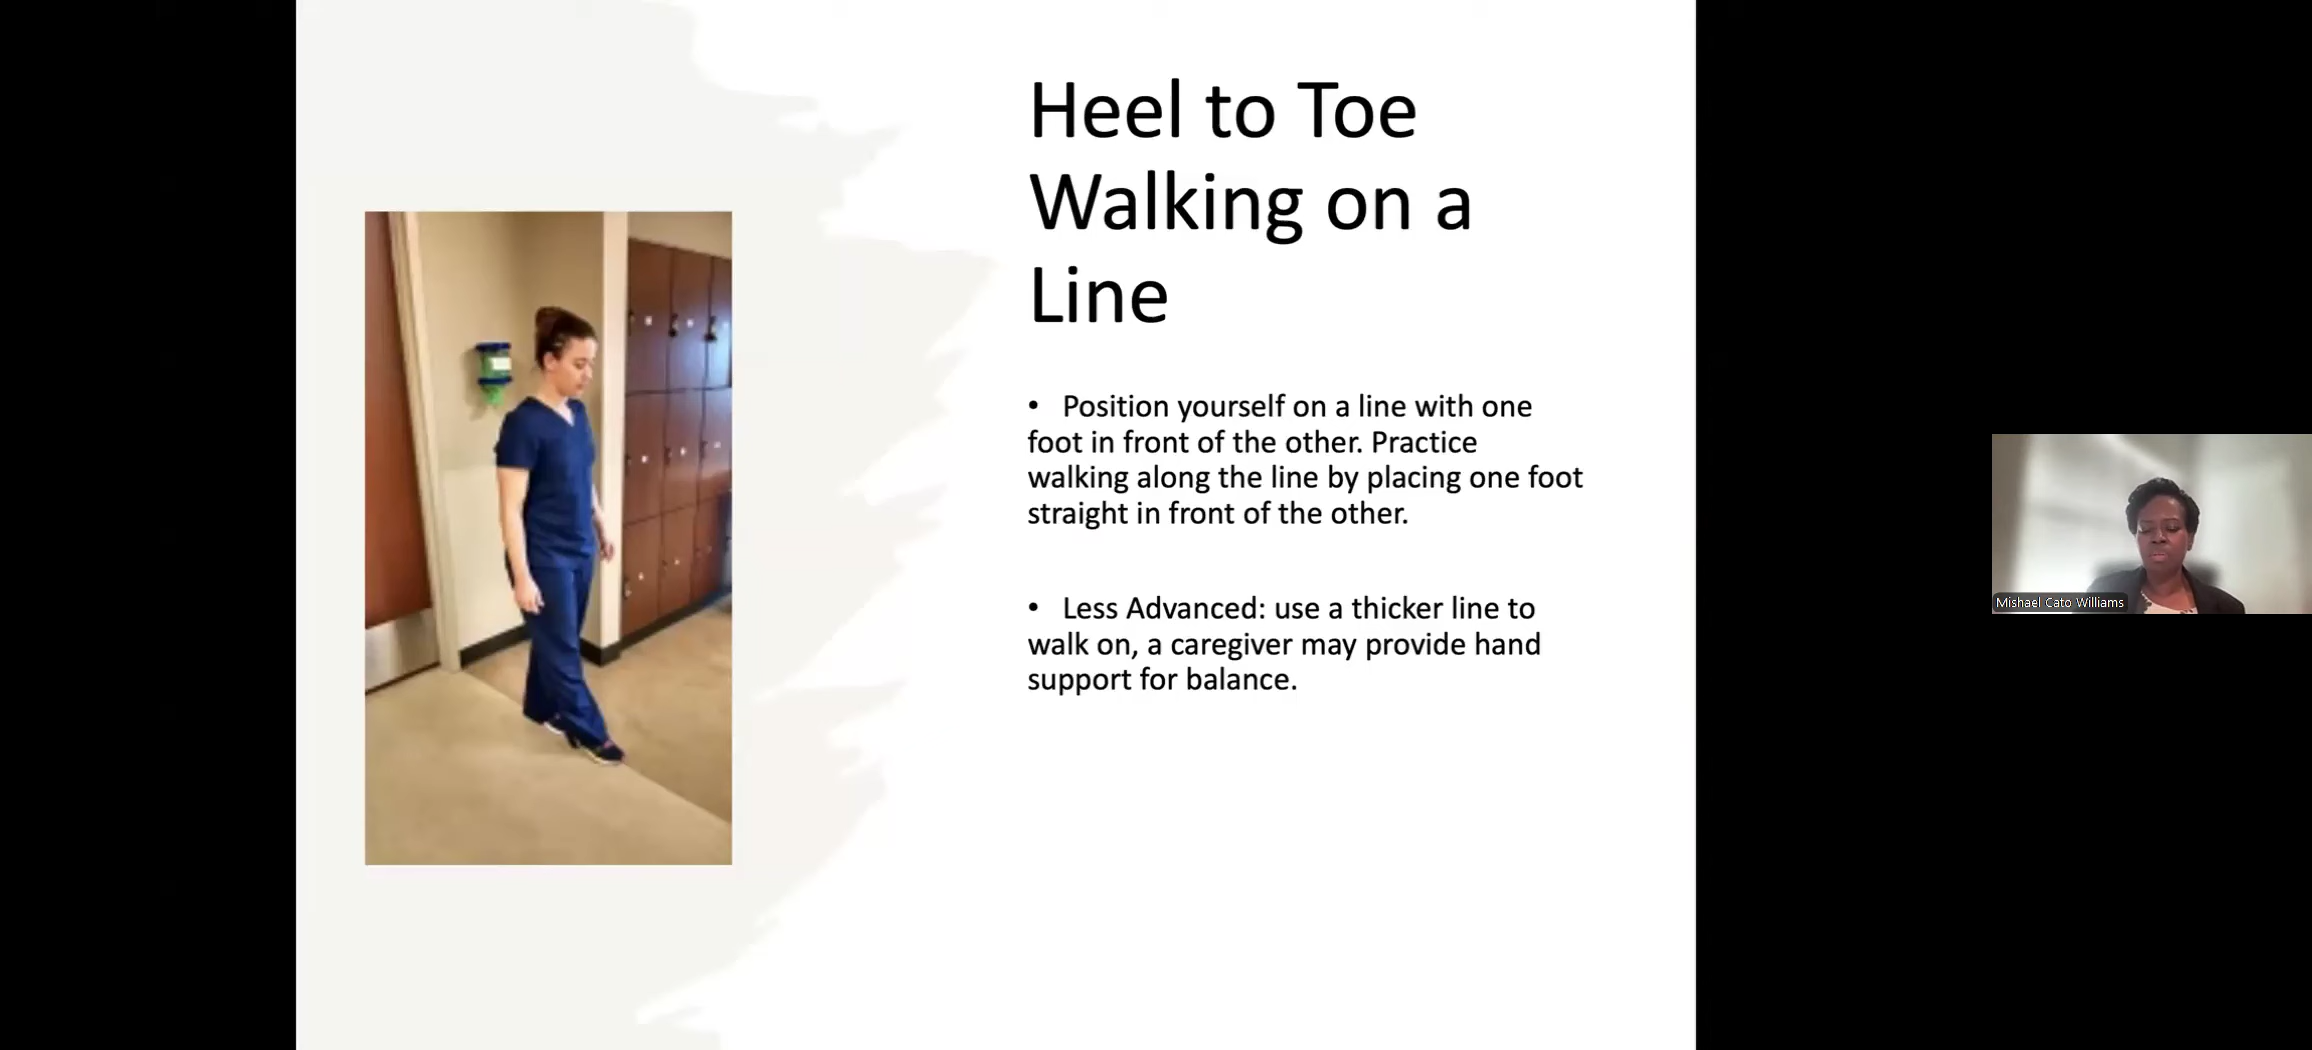 Heel to Toe
Walking on a
Line
• Position yourself on a line with one
foot in front of the other. Practice
walking along the line by placing one foot
straight in front of the other.
• Less Advanced: use a thicker line to
walk on, a caregiver may provide hand
support for balance.
Mishael Cato Williams